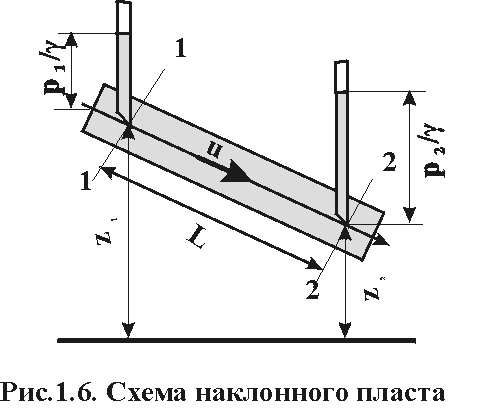 p₁/γ
1
1
u
L
z₁
p₂/γ
2
2
z₂
Рис.1.6. Схема наклонного пласта